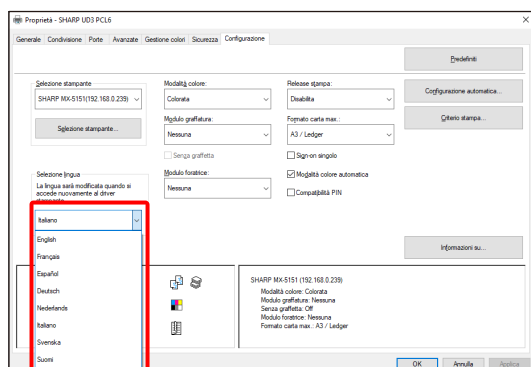 Proprietà - SHARP UD3 PCL6
Generale Condivisione Porte Avanzate Gestione colori Sicurezza Configurazione
Predefiniti
Selezione stampante
SHARP MX-5151(192.168.0.239)
Selezione stampante...
Modalità colore:
Colorata
Modulo graffatura:
Nessuna
Senza graffetta
Modulo foratrice:
Nessuna
Release stampa:
Disabilita
Formato carta max.:
A3 / Ledger
Sign-on singolo
Modalità colore automatica
Compatibilità PIN
Configurazione automatica...
Criterio stampa...
Selezione lingua
La lingua sarà modificata quando si
accede nuovamente al driver
Italiano
English
Français
Español
Deutsch
Nederlands
Italiano
Svenska
Suomi
Informazioni su...
SHARP MX-5151 (192.168.0.239)
Modalità colore: Colorata
Modulo graffatura: Nessuna
Senza graffetta: Off
Modulo foratrice: Nessuna
Formato carta max.: A3 / Ledger
OK Annulla Applica